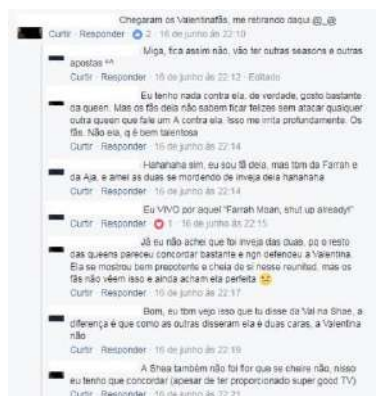 Chegaram os Valentinafãs, me retirando daqui @_@
Curtir · Responder · 2 · 16 de junho às 22:10
Miga, fica assim não, vão ter outras seasons e outras
apostas ^^
Curtir · Responder · 16 de junho às 22:12 · Editado
Eu tenho nada contra ela, de verdade, gosto bastante
da queen. Mas os fãs dela não sabem ficar felizes sem atacar qualquer
outra queen que fale um A contra ela. Isso me irrita profundamente. Os
fãs. Não ela, q é bem talentosa
Curtir · Responder · 16 de junho às 22:14
Hahahaha sim, eu sou fã dela, mas tbm da Farrah e
da Aja, e amei as duas se mordendo de inveja dela hahahaha
Curtir · Responder · 16 de junho às 22:14
Eu VIVO por aquel "Farrah Moan, shut up already!"
Curtir · Responder · 1 · 16 de junho às 22:15
Já eu não achei que foi inveja das duas, pq o resto
das queens pareceu concordar bastante e ngn defendeu a Valentina.
Ela se mostrou bem prepotente e cheia de si nesse reunited, mas os
fãs não vêem isso e ainda acham ela perfeita
Curtir · Responder · 16 de junho às 22:17
Bom, eu tbm vejo isso que tu disse da Val na Shae, a
diferença é que como as outras disseram ela é duas caras, a Valentina
não
Curtir · Responder · 16 de junho às 22:19
A Shea também não foi flor que se cheire não, nisso
eu tenho que concordar (apesar de ter proporcionado super good TV)
Curtir · Responder · 16 de junho às 22:21